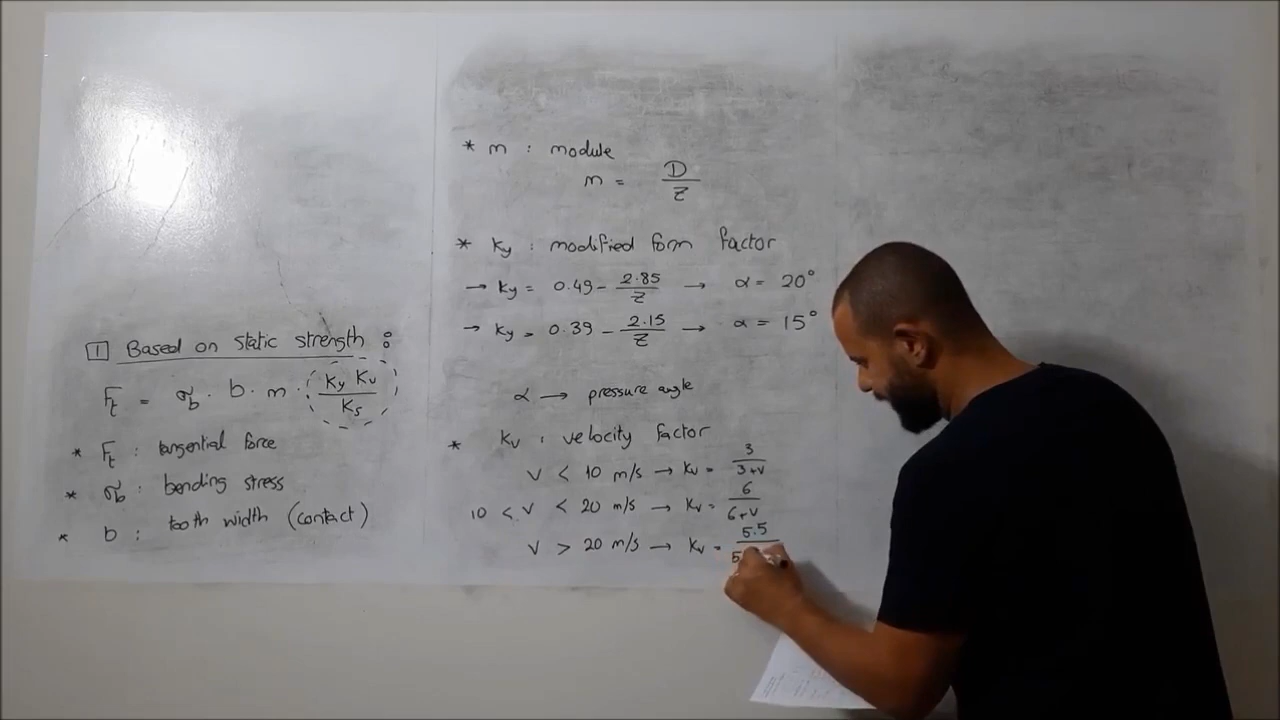 1 Based on static strength :
Ft = σb · b · m · Ky Kv / Ks
* Ft : tangential force
* σb : bending stress
* b : tooth width (contact)
* m : module
m = D / Z
* Ky : modified form factor
→ Ky = 0.49 - 2.85 / Z → α = 20°
→ Ky = 0.39 - 2.15 / Z → α = 15°
α → pressure angle
* Kv : velocity factor
V < 10 m/s → Kv = 3 / 3+V
10 < V < 20 m/s → Kv = 6 / 6+V
V > 20 m/s → Kv = 5.5 / 5